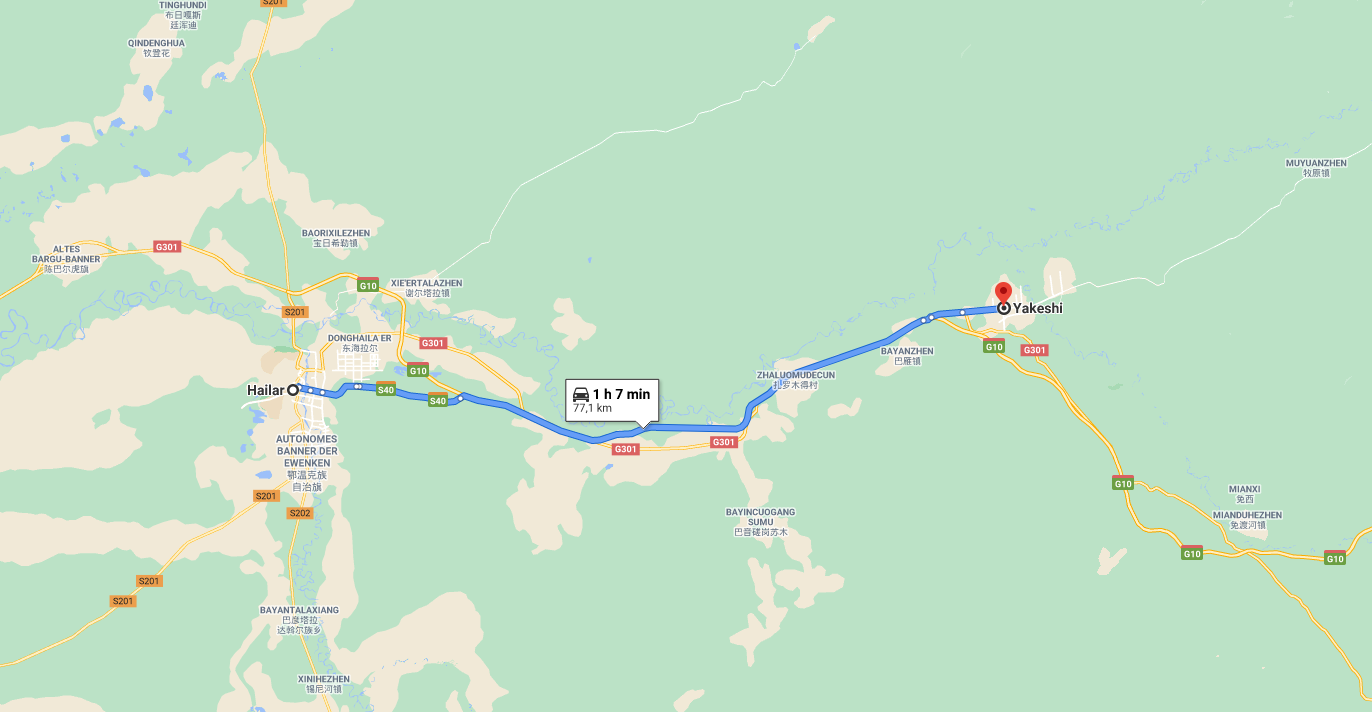 S201
TINGHUNDI
布日嘎斯
廷浑迪
QINDENGHUA
钦登花
MUYUANZHEN
牧原镇
BAORIXILEZHEN
宝日希勒镇
ALTES
BARGU-BANNER
陈巴尔虎旗
G301
G10
XIE'ERTALAZHEN
谢尔塔拉镇
S201
Yakeshi
DONGHAILA ER
东海拉尔
G301
G10
G301
BAYANZHEN
巴雁镇
G10
ZHALUOMUDECUN
扎罗木得村
Hailar
S40
S40
1 h 7 min
77,1 km
G301
G301
AUTONOMES
BANNER DER
EWENKEN
鄂温克族
自治旗
S201
S202
G10
MIANXI
免西
MIANDUHEZHEN
免渡河镇
BAYINCUOGANG
SUMU
巴音磋岗苏木
G10
G10
S201
S201
BAYANTALAXIANG
巴彦塔拉
达斡尔族乡
XINIHEZHEN
锡尼河镇